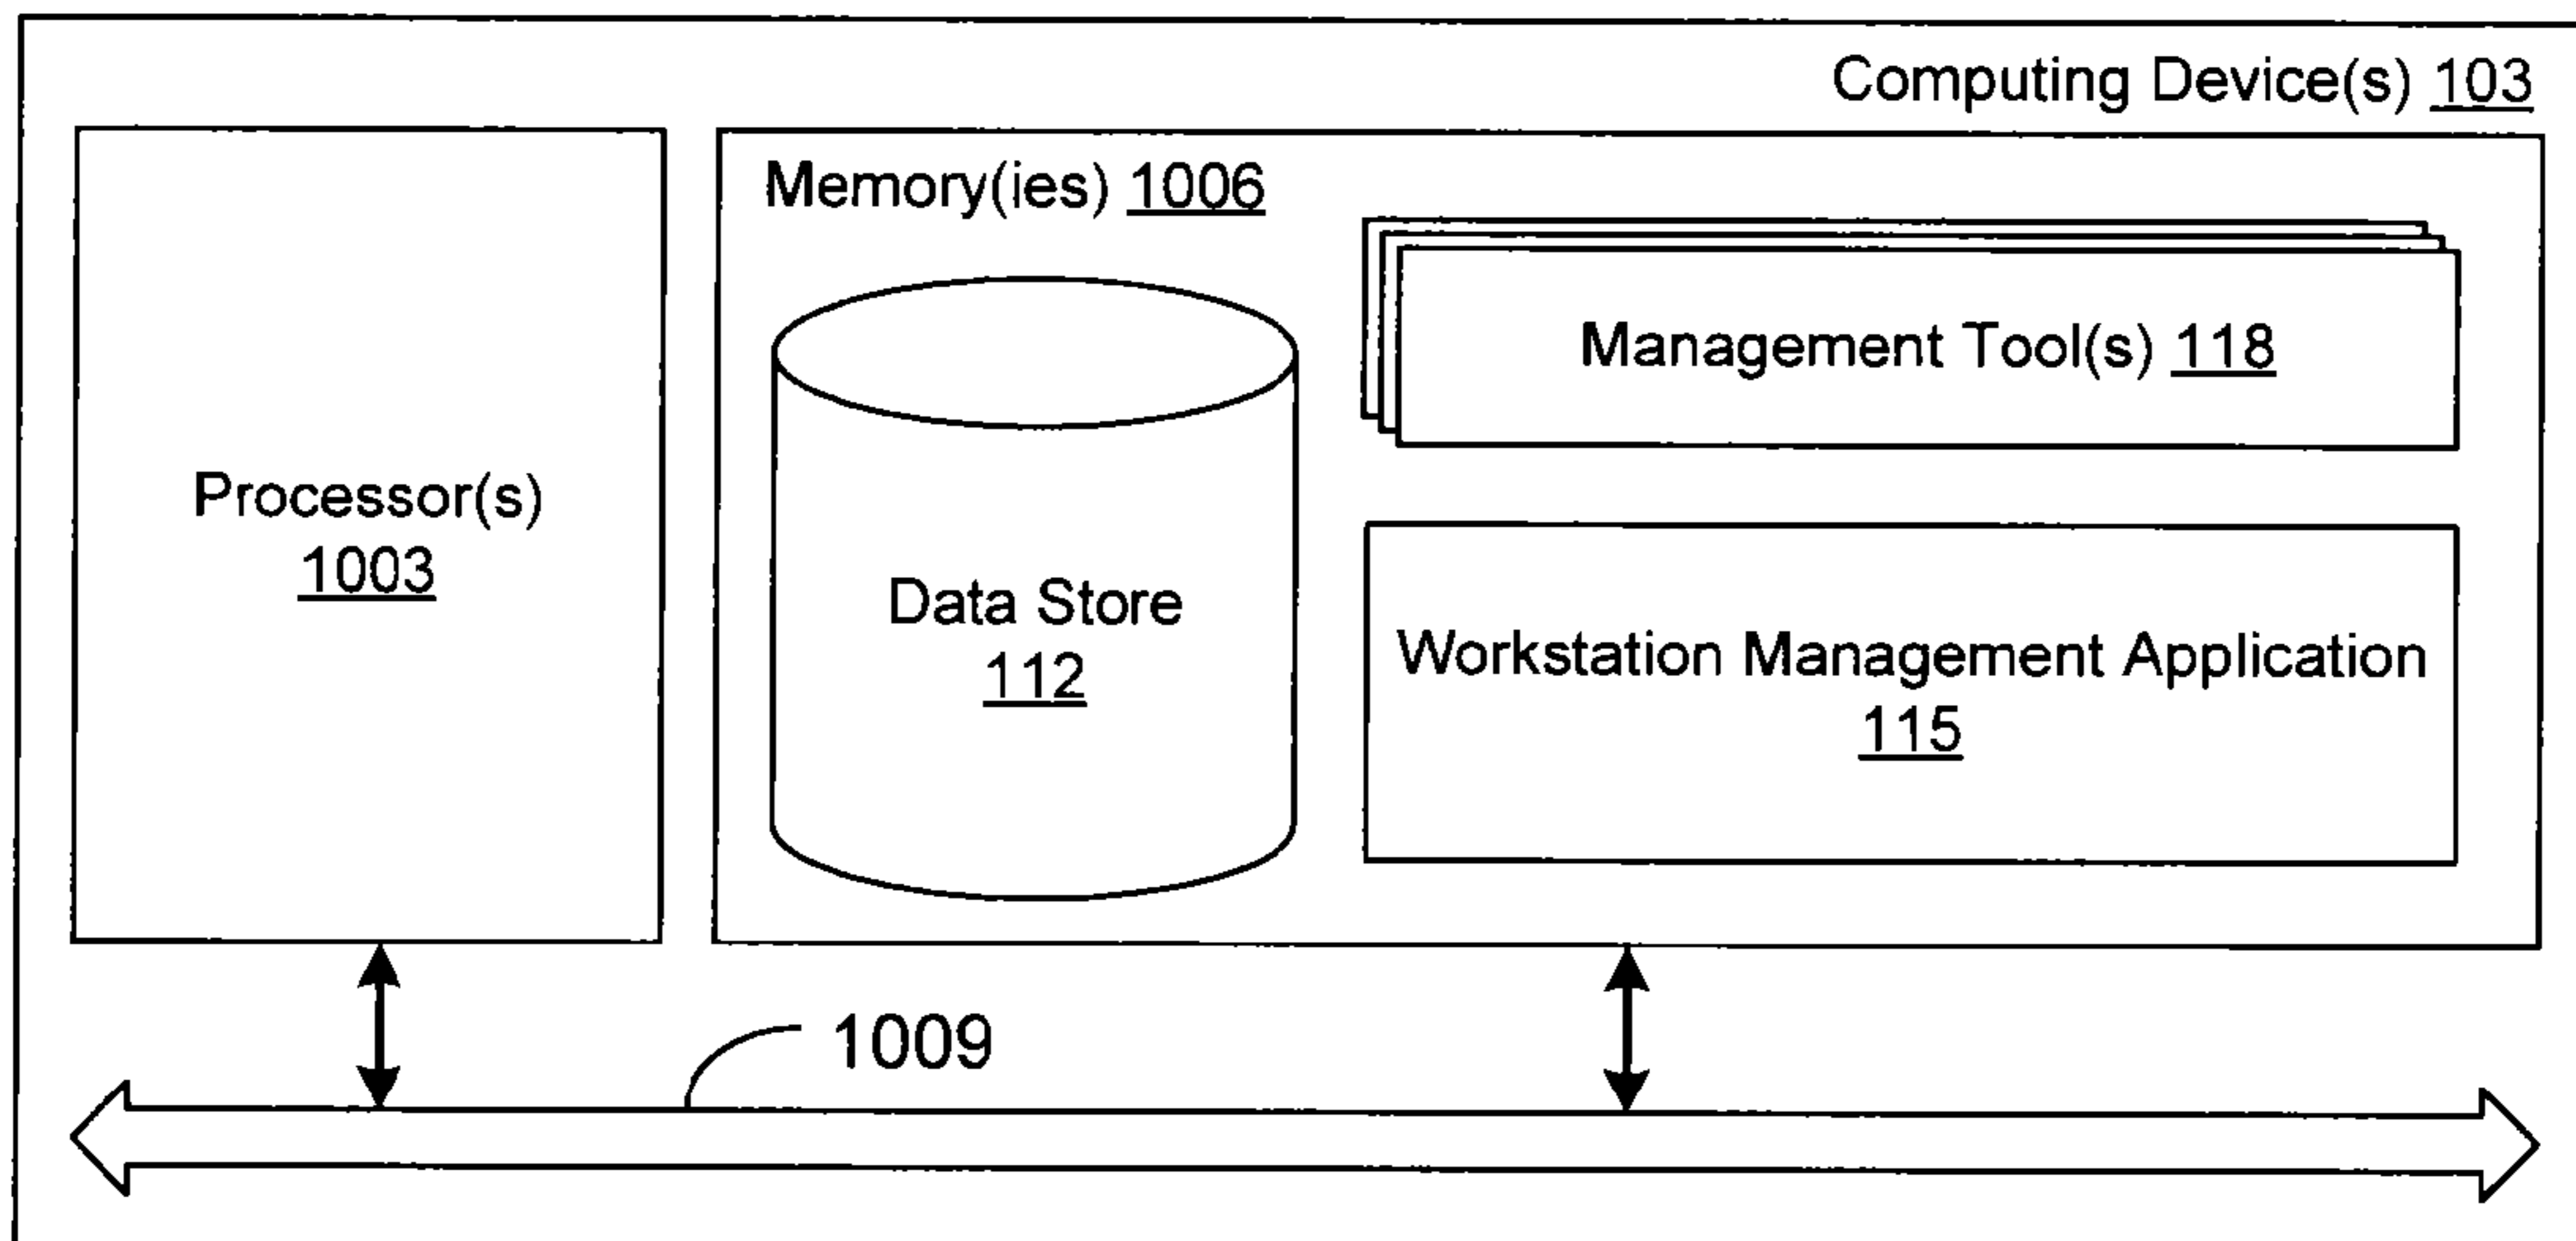 Computing Device(s) 103
Memory(ies) 1006
Management Tool(s) 118
Processor(s)
1003
Data Store
112
Workstation Management Application
115
1009